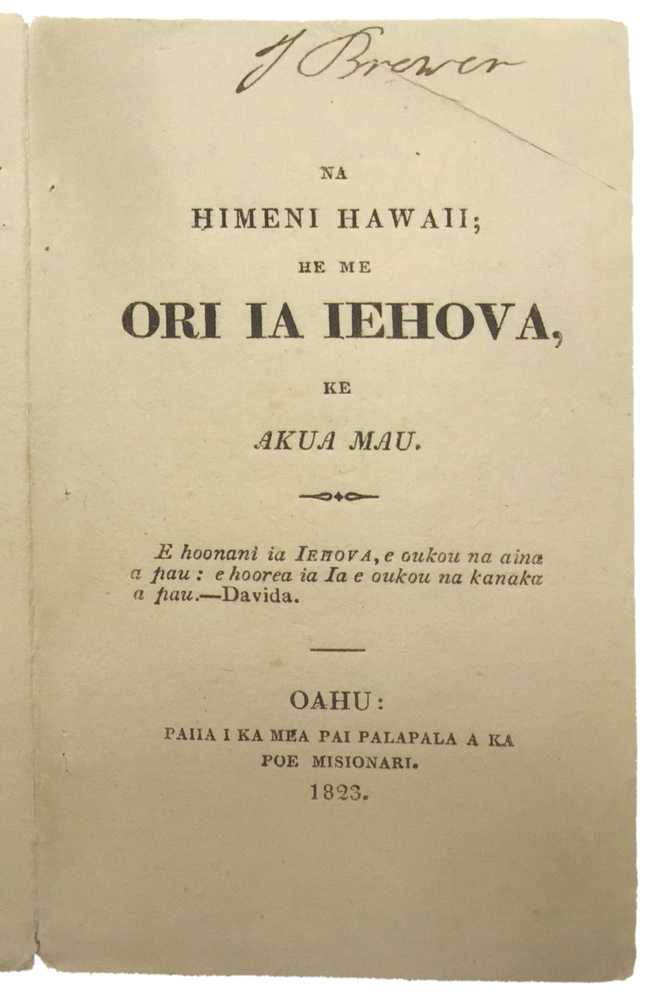 J Brewer
NA
HIMENI HAWAII;
HE ME
ORI IA IEHOVA,
KE
AKUA MAU.
E hoonani ia IEHOVA, e oukou na aina
a pau: e hoorea ia Ia e oukou na kanaka
a pau.—Davida.
OAHU:
PAIIA I KA MEA PAI PALAPALA A KA
POE MISIONARI.
1823.